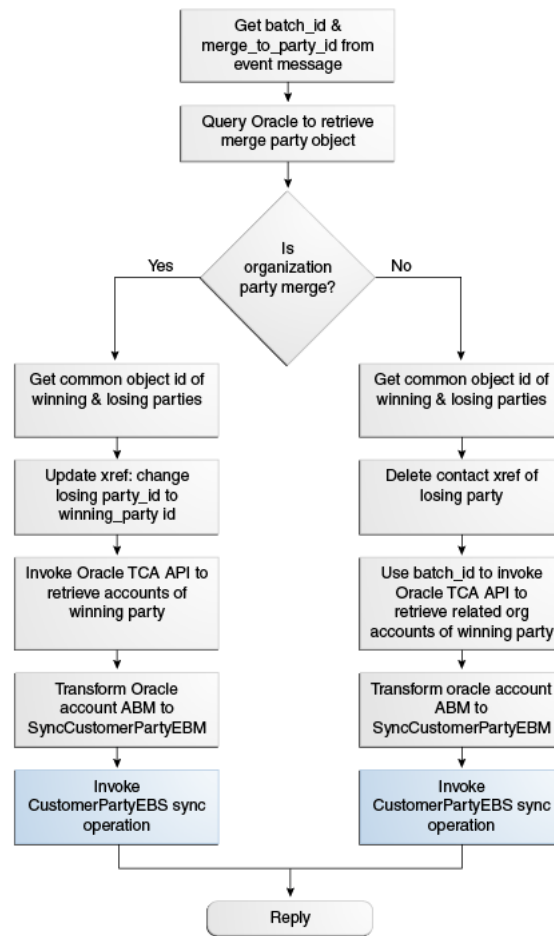 Get batch_id &
merge_to_party_id from
event message
Query Oracle to retrieve
merge party object
Is
organization
party merge?
Yes
No
Get common object id of
winning & losing parties
Update xref: change
losing party_id to
winning_party id
Invoke Oracle TCA API to
retrieve accounts of
winning party
Transform Oracle
account ABM to
SyncCustomerPartyEBM
Invoke
CustomerPartyEBS sync
operation
Get common object id of
winning & losing parties
Delete contact xref of
losing party
Use batch_id to invoke
Oracle TCA API to
retrieve related org
accounts of winning party
Transform oracle account
ABM to
SyncCustomerPartyEBM
Invoke
CustomerPartyEBS sync
operation
Reply